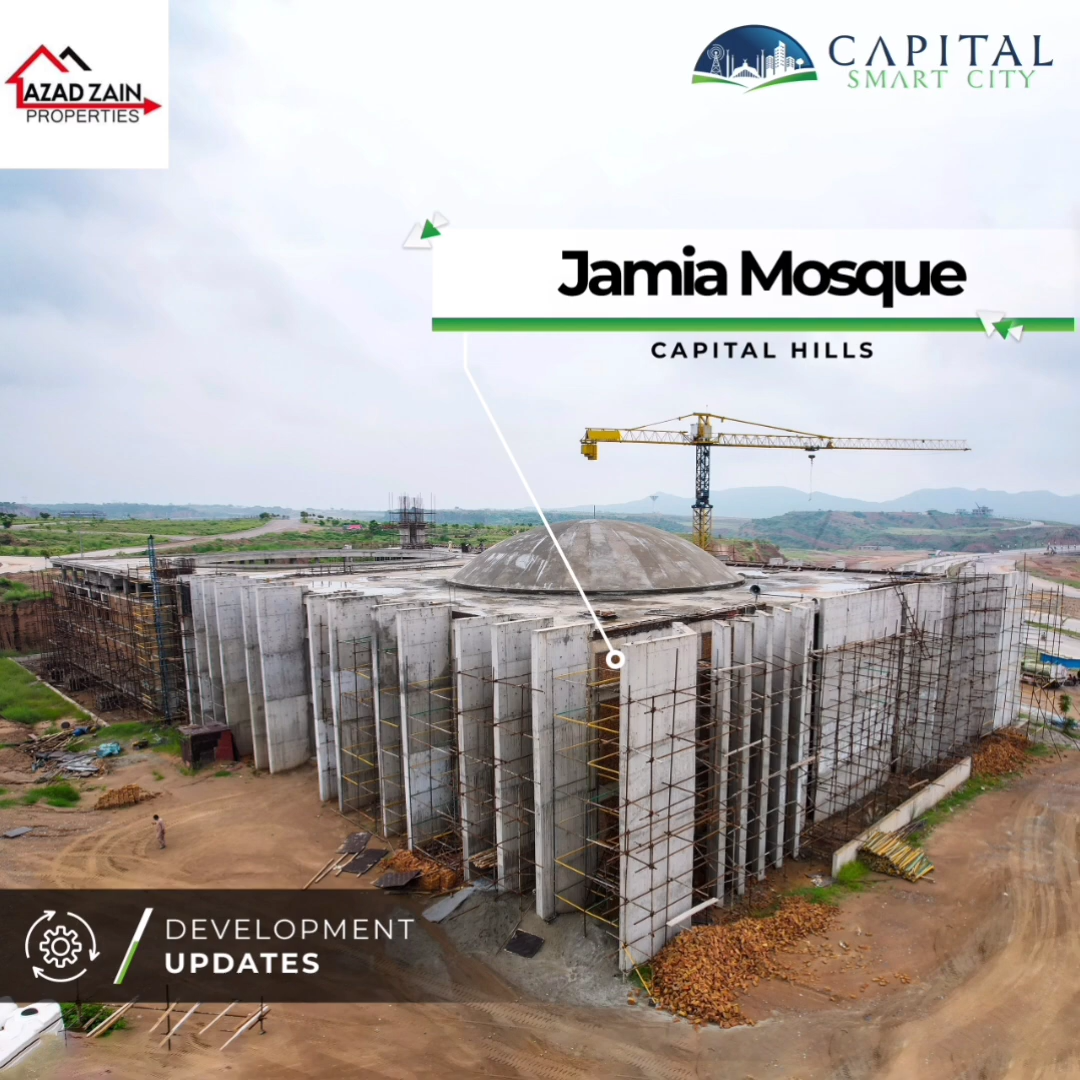 AZAD ZAIN
PROPERTIES
CAPITAL
SMART CITY
Jamia Mosque
CAPITAL HILLS
DEVELOPMENT
UPDATES